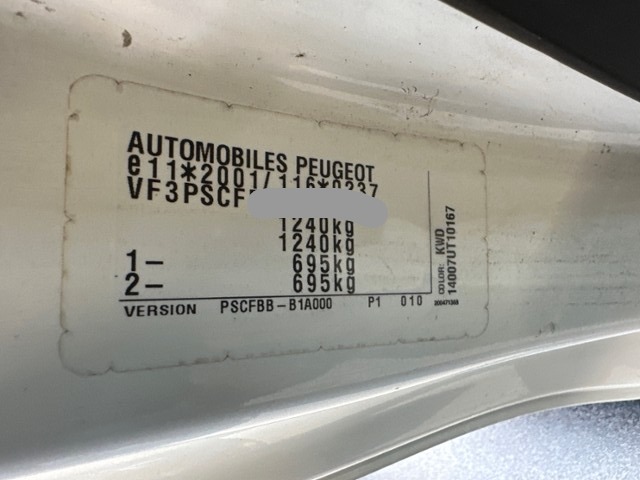 AUTOMOBILES PEUGEOT
e11*2001/116*0237
VF3PSCF
1240kg
1240kg
1- 695kg
2- 695kg
VERSION PSCFBB-B1A000 P1 010
COLOR: KWD
14007UT10167